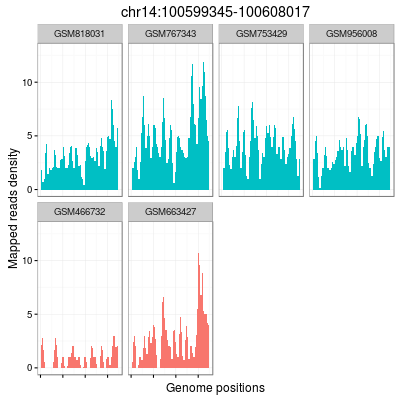 chr14:100599345-100608017
GSM818031 GSM767343 GSM753429 GSM956008
10
5
0
GSM466732 GSM663427
10
5
0
Mapped reads density
Genome positions